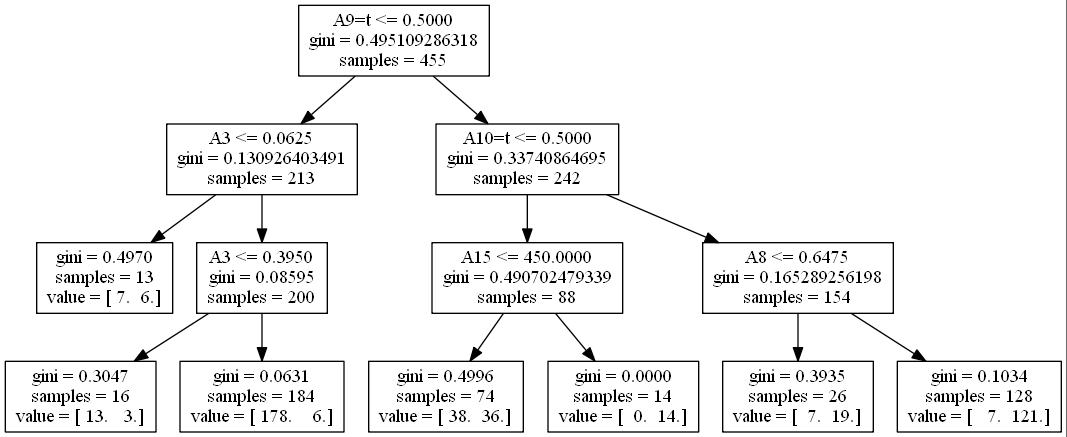 A9=t <= 0.5000
gini = 0.495109286318
samples = 455
A3 <= 0.0625
gini = 0.130926403491
samples = 213
A10=t <= 0.5000
gini = 0.33740864695
samples = 242
gini = 0.4970
samples = 13
value = [ 7. 6.]
A3 <= 0.3950
gini = 0.08595
samples = 200
A15 <= 450.0000
gini = 0.490702479339
samples = 88
A8 <= 0.6475
gini = 0.165289256198
samples = 154
gini = 0.3047
samples = 16
value = [ 13. 3.]
gini = 0.0631
samples = 184
value = [ 178. 6.]
gini = 0.4996
samples = 74
value = [ 38. 36.]
gini = 0.0000
samples = 14
value = [ 0. 14.]
gini = 0.3935
samples = 26
value = [ 7. 19.]
gini = 0.1034
samples = 128
value = [ 7. 121.]